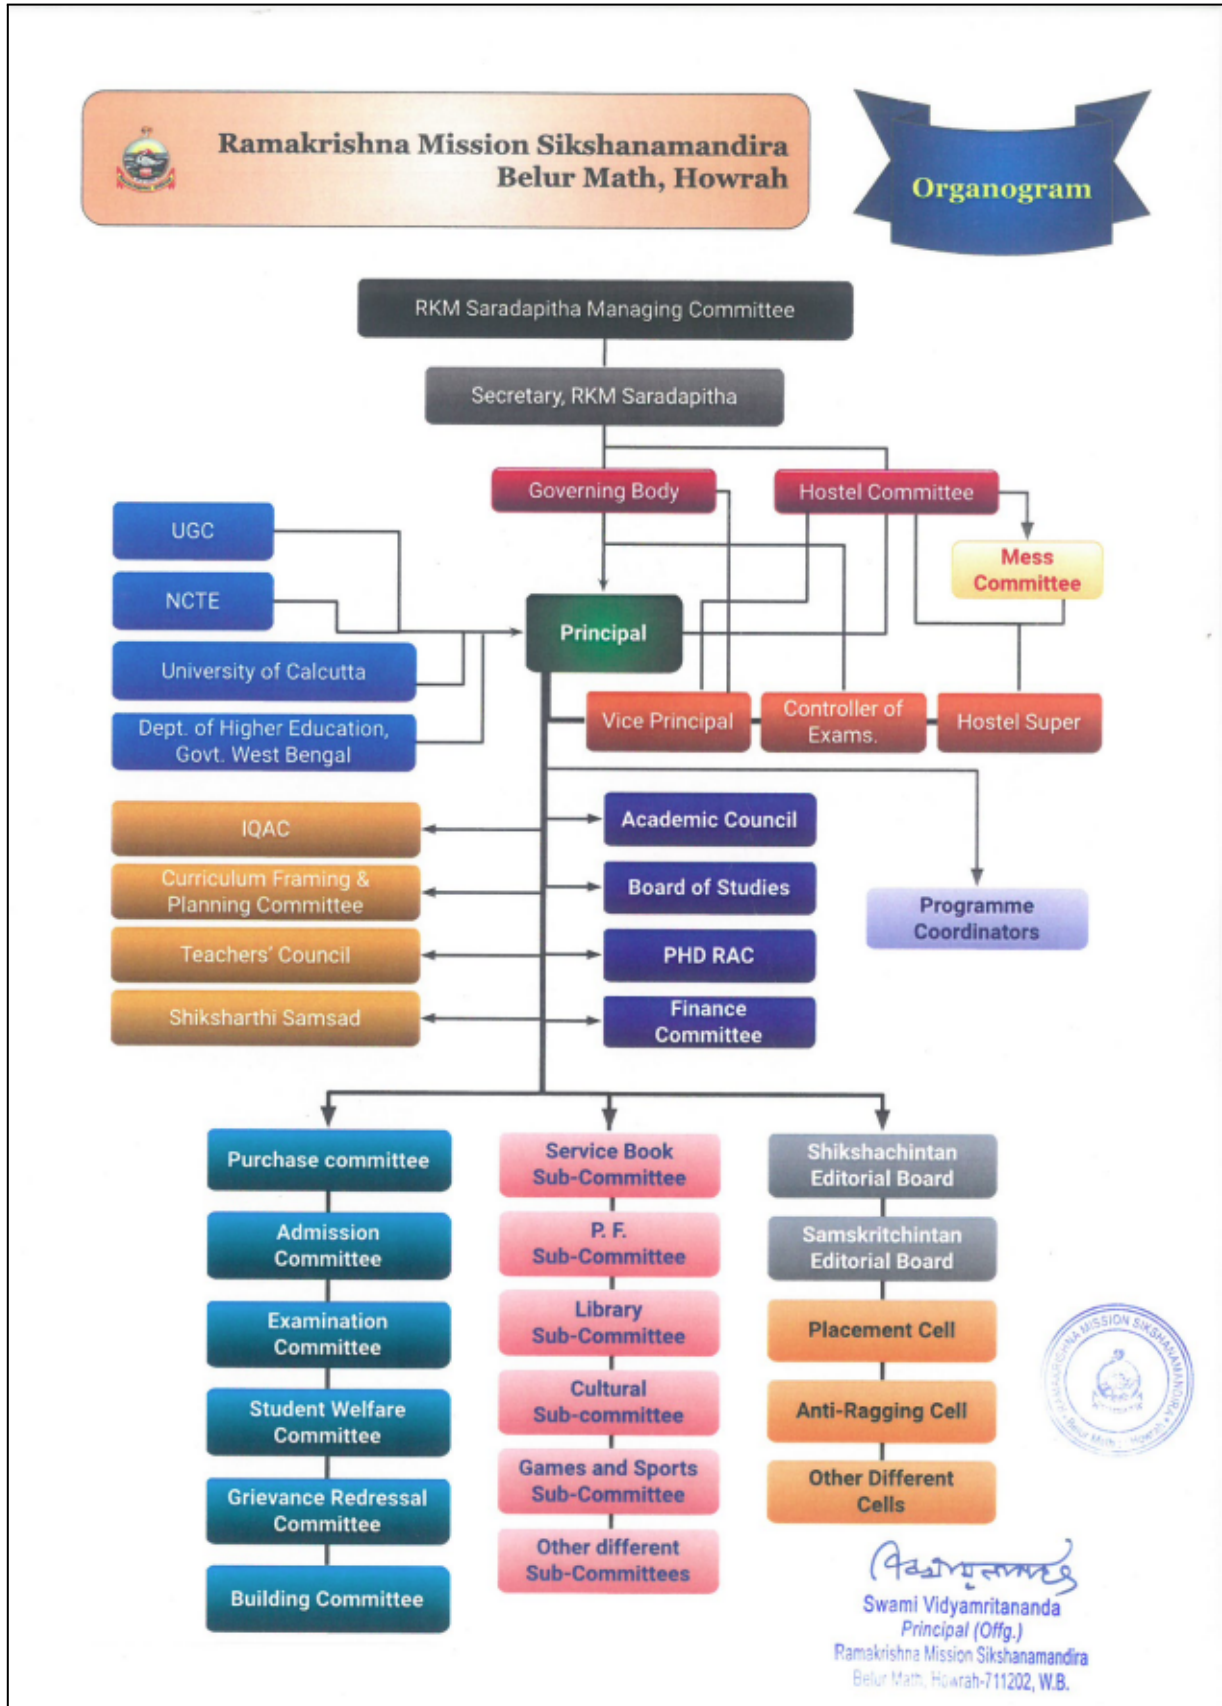 Ramakrishna Mission Sikshanamandira
Belur Math, Howrah
Organogram
RKM Saradapitha Managing Committee
Secretary, RKM Saradapitha
Governing Body
Hostel Committee
UGC
Mess
Committee
NCTE
Principal
University of Calcutta
Dept. of Higher Education,
Govt. West Bengal
Vice Principal
Controller of
Exams.
Hostel Super
IQAC
Academic Council
Curriculum Framing &
Planning Committee
Board of Studies
Programme
Coordinators
Teachers' Council
PHD RAC
Shiksharthi Samsad
Finance
Committee
Purchase committee
Service Book
Sub-Committee
Shikshachintan
Editorial Board
Admission
Committee
P. F.
Sub-Committee
Samskritchintan
Editorial Board
Examination
Committee
Library
Sub-Committee
Placement Cell
Student Welfare
Committee
Cultural
Sub-committee
Anti-Ragging Cell
Grievance Redressal
Committee
Games and Sports
Sub-Committee
Other Different
Cells
Building Committee
Other different
Sub-Committees
RAMAKRISHNA MISSION SIKSHANAMANDIRA
Belur Math, Howrah
Swami Vidyamritananda
Principal (Offg.)
Ramakrishna Mission Sikshanamandira
Belur Math, Howrah-711202, W.B.